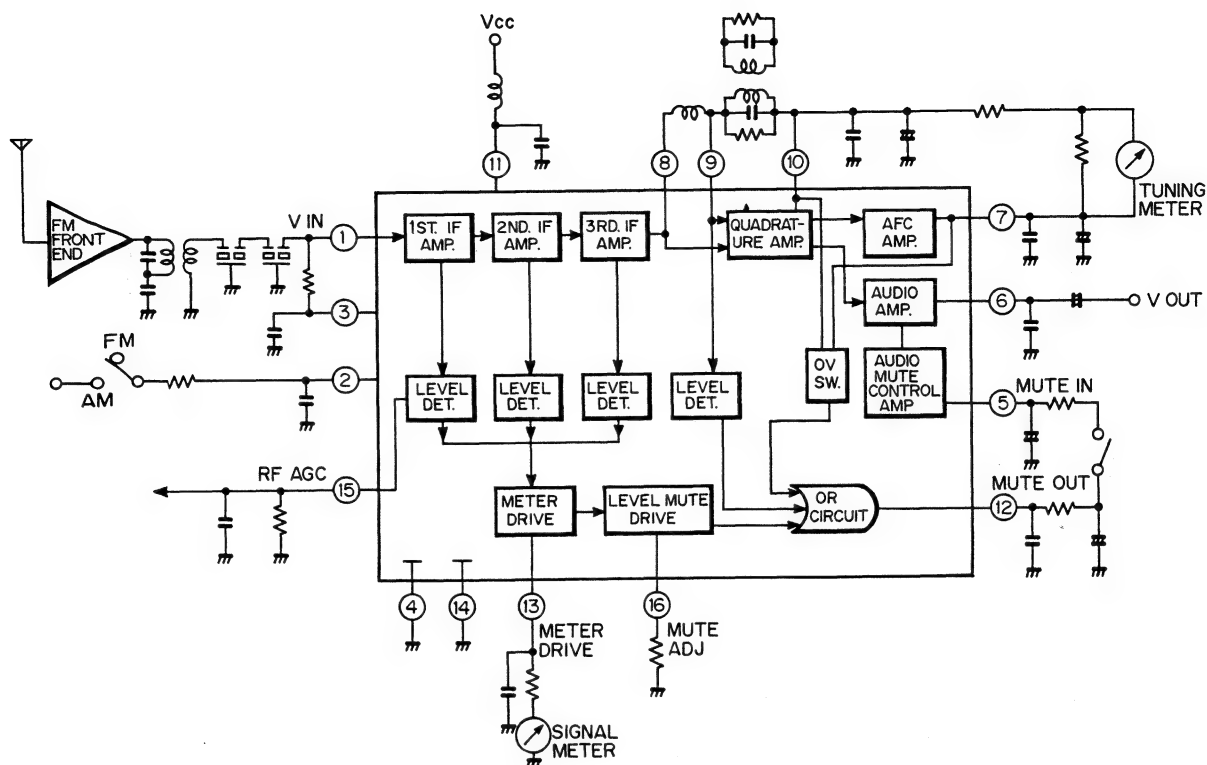 Vcc
11
8
9
10
TUNING
METER
FM
FRONT
END
V IN
1
1ST. IF
AMP.
2ND. IF
AMP.
3RD. IF
AMP.
QUADRAT-
URE AMP.
AFC
AMP.
7
AUDIO
AMP.
6
V OUT
3
FM
AM
2
LEVEL
DET.
LEVEL
DET.
LEVEL
DET.
LEVEL
DET.
OV
SW.
AUDIO
MUTE
CONTROL
AMP
5
MUTE IN
RF AGC
15
METER
DRIVE
LEVEL MUTE
DRIVE
OR
CIRCUIT
MUTE OUT
12
4
14
13
16
METER
DRIVE
MUTE
ADJ
SIGNAL
METER